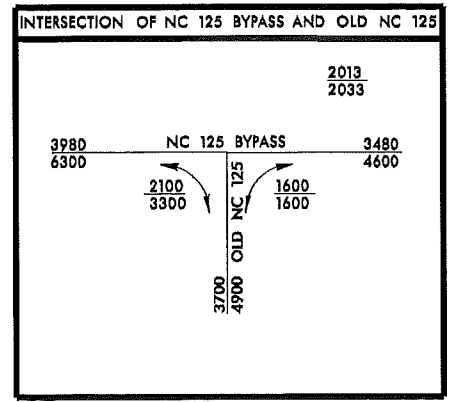 INTERSECTION OF NC 125 BYPASS AND OLD NC 125
2013
2033
3980 NC 125 BYPASS 3480
6300 4600
2100 1600
3300 1600
OLD NC 125
3700
4900